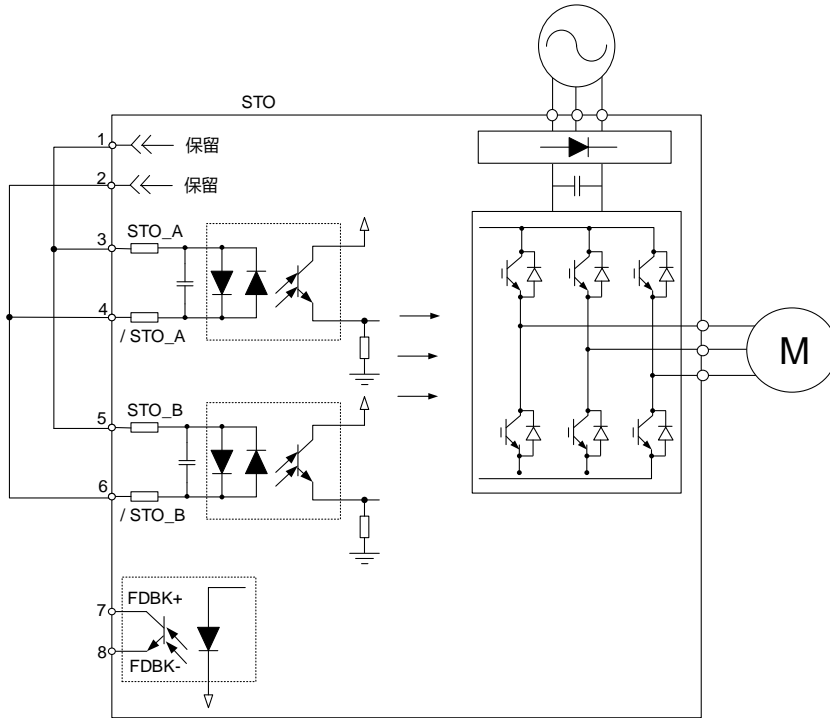 STO
1
保留
2
保留
3
STO_A
4
/ STO_A
5
STO_B
6
/ STO_B
7
FDBK+
8
FDBK-
M